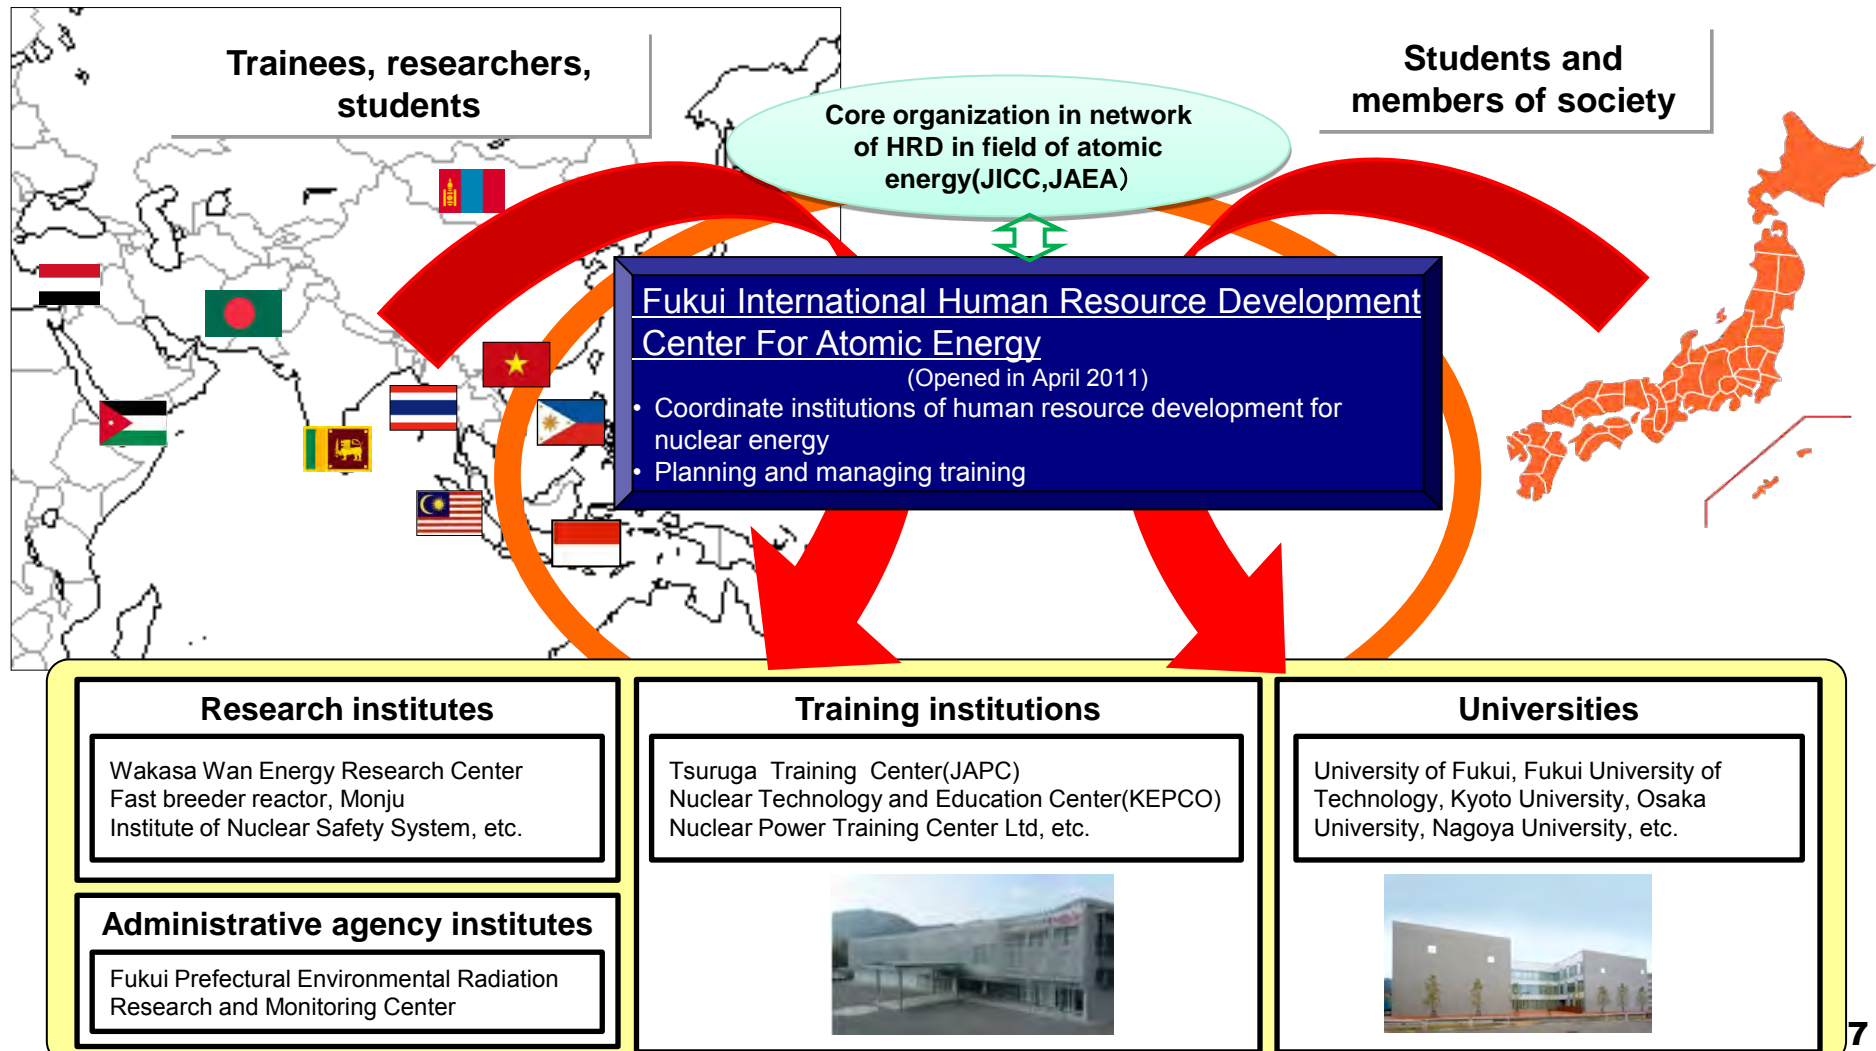 Trainees, researchers,
students
Students and
members of society
Core organization in network
of HRD in field of atomic
energy(JICC,JAEA）
Fukui International Human Resource Development
Center For Atomic Energy
(Opened in April 2011)
• Coordinate institutions of human resource development for
nuclear energy
• Planning and managing training
Research institutes
Wakasa Wan Energy Research Center
Fast breeder reactor, Monju
Institute of Nuclear Safety System, etc.
Administrative agency institutes
Fukui Prefectural Environmental Radiation
Research and Monitoring Center
Training institutions
Tsuruga Training Center(JAPC)
Nuclear Technology and Education Center(KEPCO)
Nuclear Power Training Center Ltd, etc.
Universities
University of Fukui, Fukui University of
Technology, Kyoto University, Osaka
University, Nagoya University, etc.
7